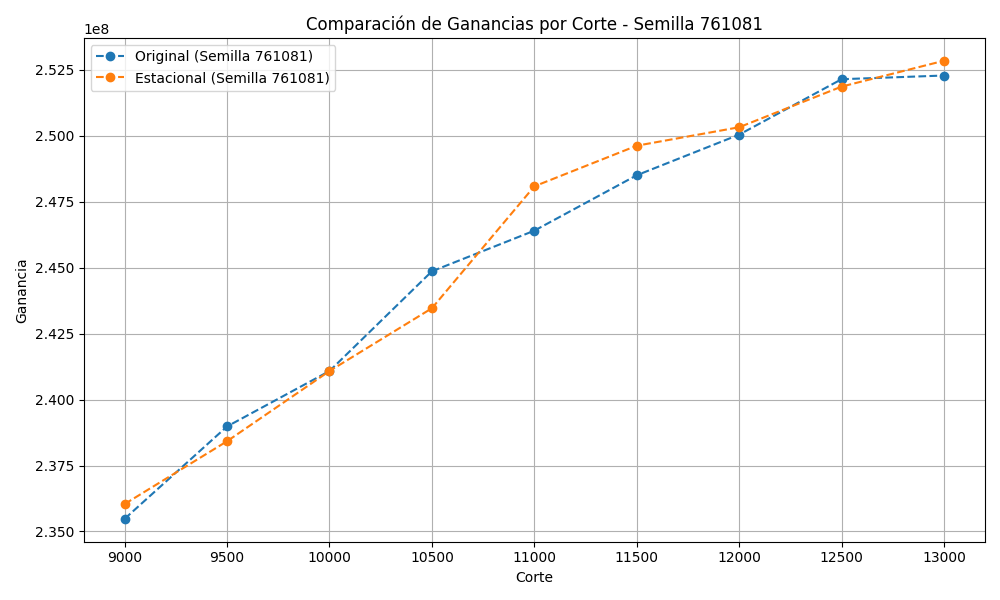 Comparación de Ganancias por Corte - Semilla 761081
1e8
Original (Semilla 761081)
Estacional (Semilla 761081)
2.525
2.500
2.475
2.450
2.425
2.400
2.375
2.350
Ganancia
9000 9500 10000 10500 11000 11500 12000 12500 13000
Corte